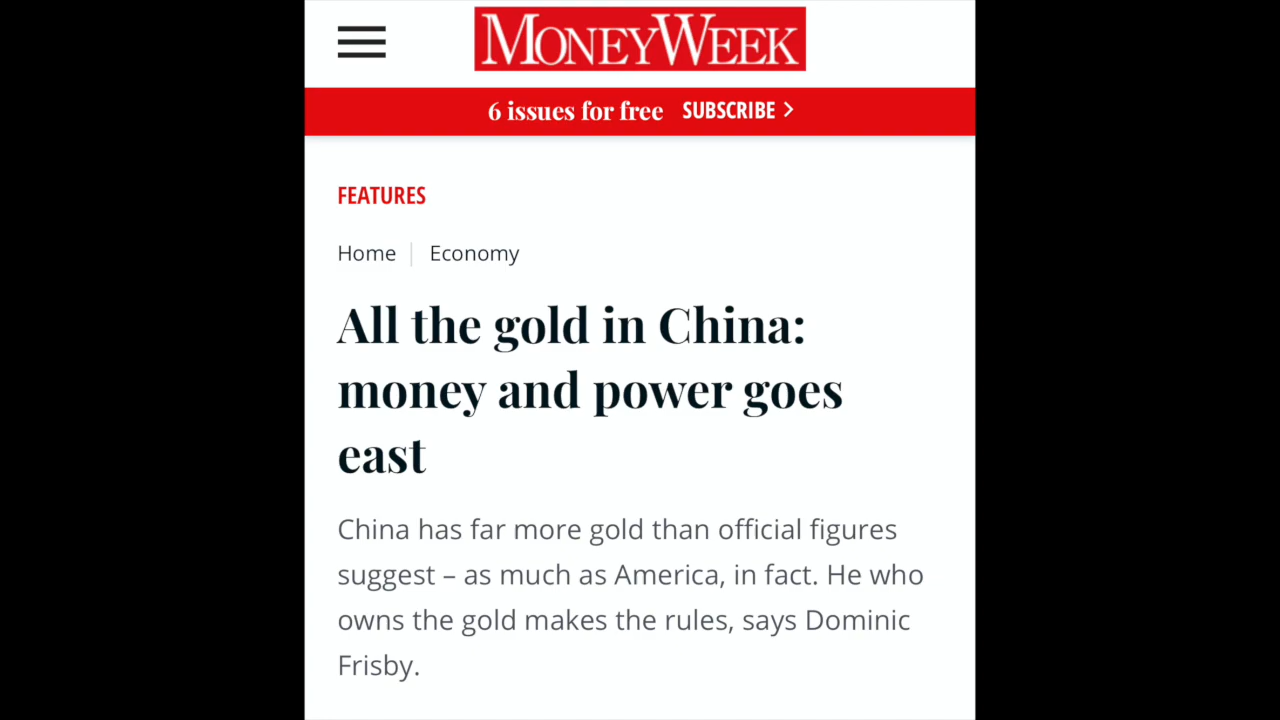 MONEYWEEK
6 issues for free SUBSCRIBE >
FEATURES
Home | Economy
All the gold in China:
money and power goes
east
China has far more gold than official figures
suggest – as much as America, in fact. He who
owns the gold makes the rules, says Dominic
Frisby.